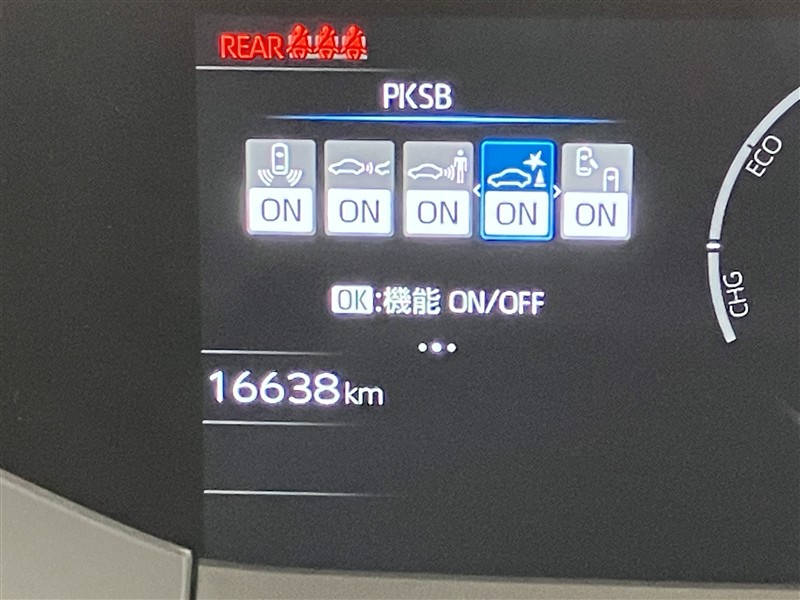 REAR
PKSB
ON ON ON ON ON
OK:機能 ON/OFF
16638km
ECO
CHG